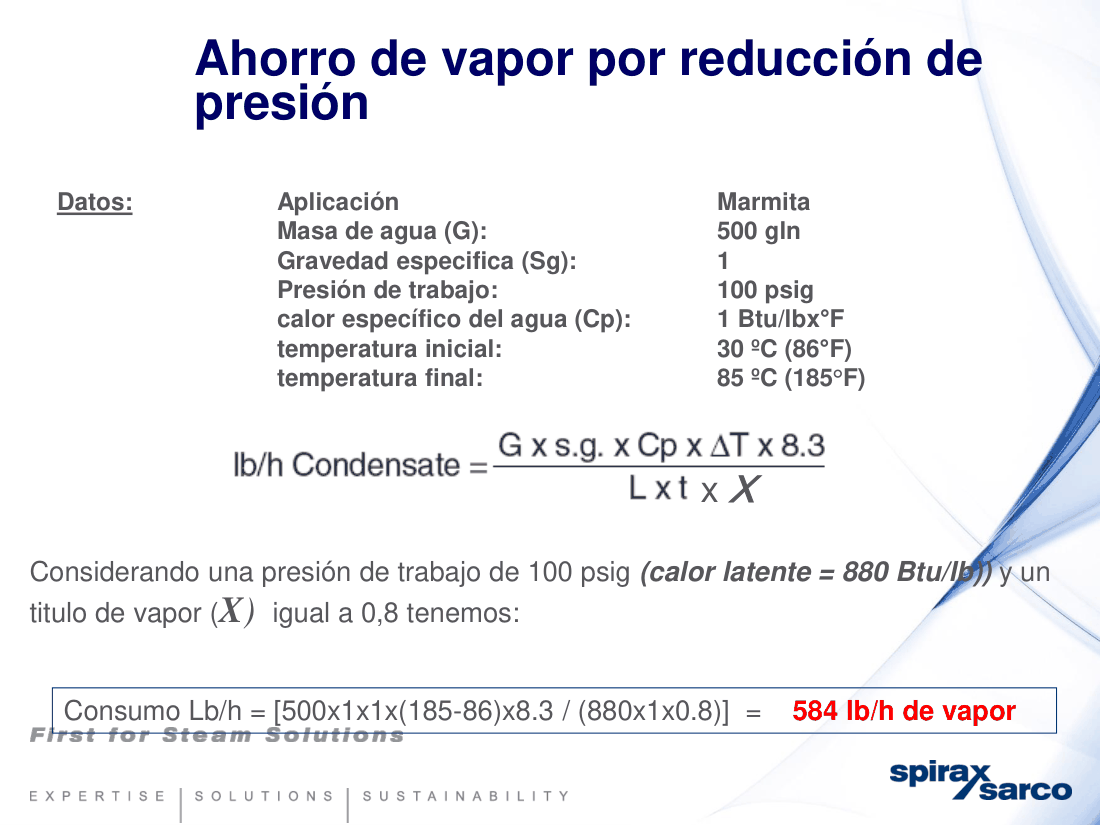 Ahorro de vapor por reducción de
presión
Datos: Aplicación Marmita
Masa de agua (G): 500 gln
Gravedad especifica (Sg): 1
Presión de trabajo: 100 psig
calor específico del agua (Cp): 1 Btu/lbx°F
temperatura inicial: 30 ºC (86°F)
temperatura final: 85 ºC (185°F)
lb/h Condensate = G x s.g. x Cp x ΔT x 8.3
L x t x X
Considerando una presión de trabajo de 100 psig (calor latente = 880 Btu/lb)) y un
titulo de vapor (X) igual a 0,8 tenemos:
Consumo Lb/h = [500x1x1x(185-86)x8.3 / (880x1x0.8)] = 584 lb/h de vapor
First for Steam Solutions
EXPERTISE SOLUTIONS SUSTAINABILITY
spirax
sarco